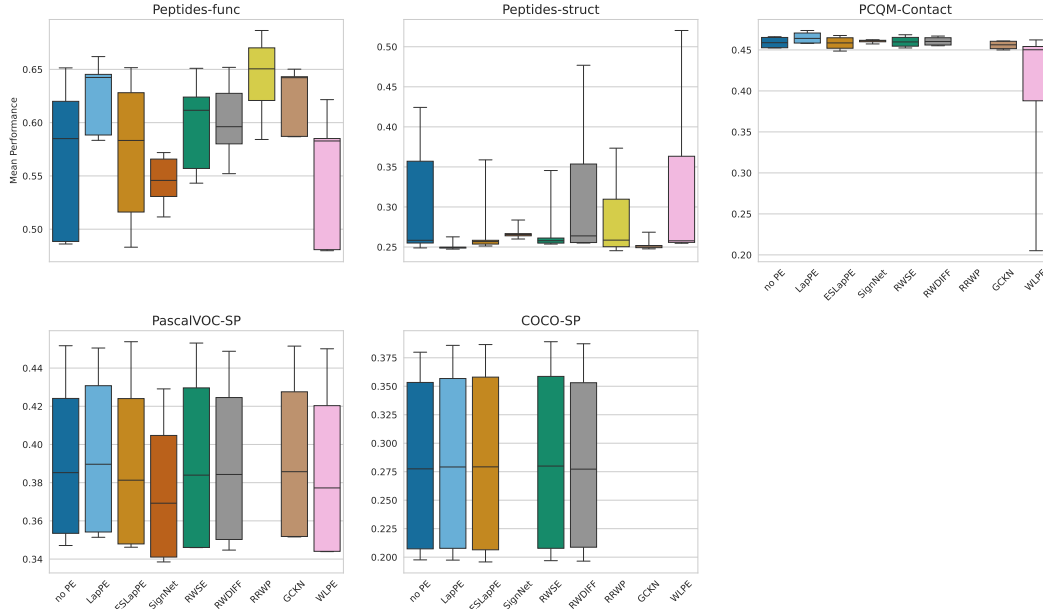 Peptides-func
Mean Performance
0.65
0.60
0.55
0.50
Peptides-struct
0.50
0.45
0.40
0.35
0.30
0.25
PCQM-Contact
0.45
0.40
0.35
0.30
0.25
0.20
no PE
LapPE
ESLapPE
SignNet
RWSE
RWDIFF
RRWP
GCKN
WLPE
PascalVOC-SP
0.44
0.42
0.40
0.38
0.36
0.34
no PE
LapPE
ESLapPE
SignNet
RWSE
RWDIFF
RRWP
GCKN
WLPE
COCO-SP
0.375
0.350
0.325
0.300
0.275
0.250
0.225
0.200
no PE
LapPE
ESLapPE
SignNet
RWSE
RWDIFF
RRWP
GCKN
WLPE